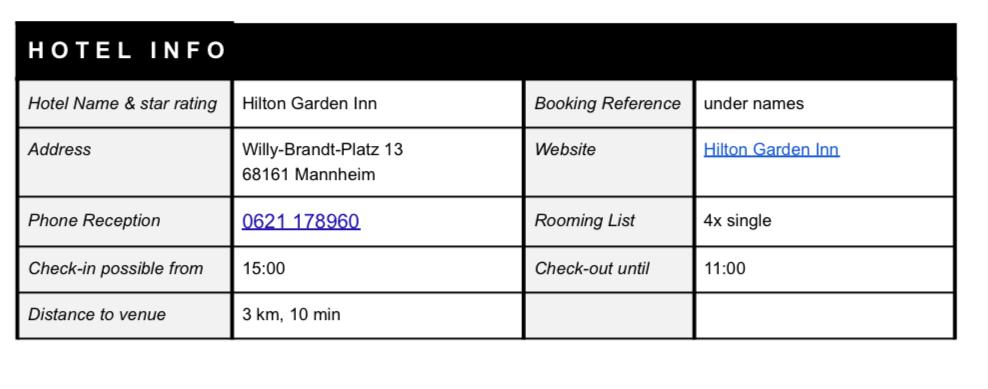 HOTEL INFO
Hotel Name & star rating Hilton Garden Inn Booking Reference under names
Address Willy-Brandt-Platz 13 Website Hilton Garden Inn
68161 Mannheim
Phone Reception 0621 178960 Rooming List 4x single
Check-in possible from 15:00 Check-out until 11:00
Distance to venue 3 km, 10 min